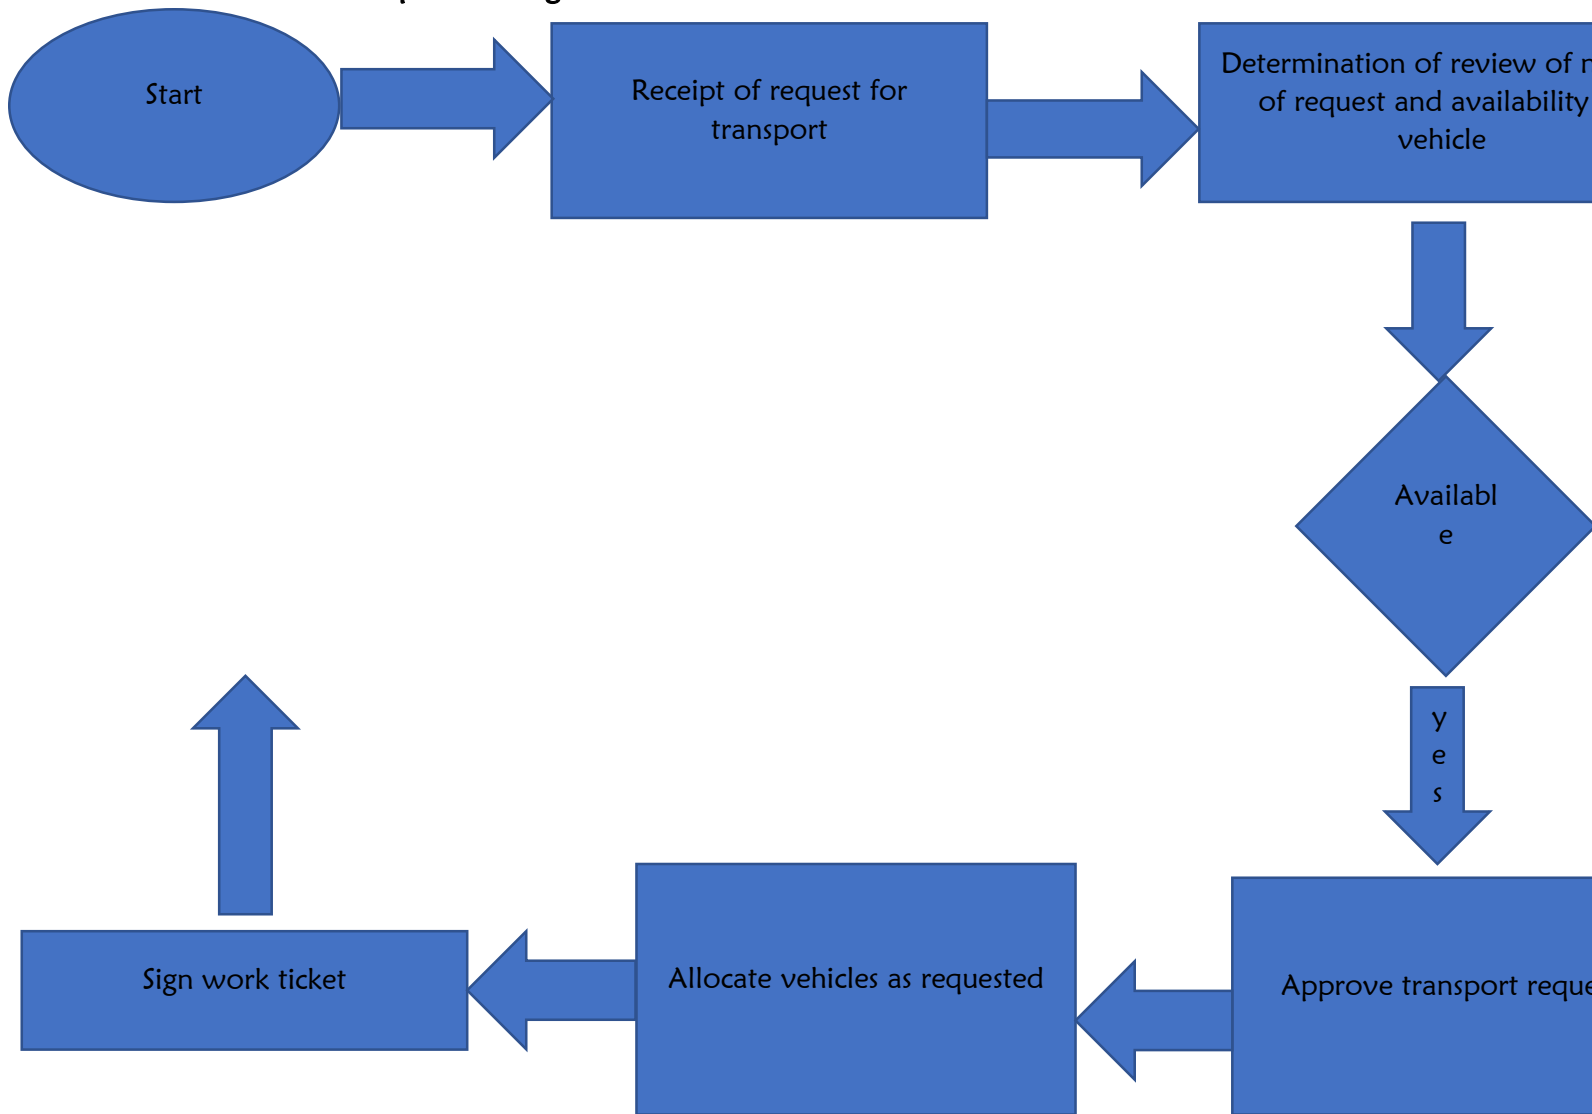 Start
Receipt of request for
transport
Determination of review of
of request and availability
vehicle
Availabl
e
y
e
s
Sign work ticket
Allocate vehicles as requested
Approve transport